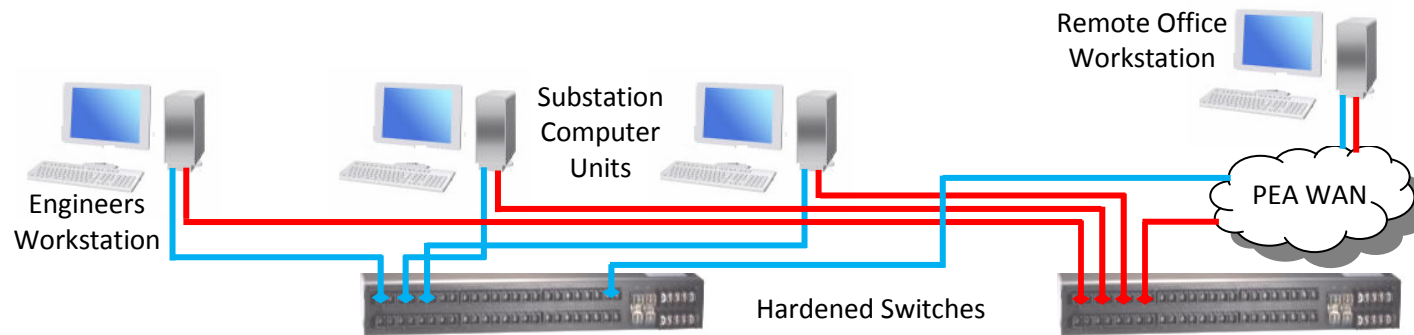 Remote Office
Workstation
Substation
Computer
Units
Engineers
Workstation
PEA WAN
Hardened Switches